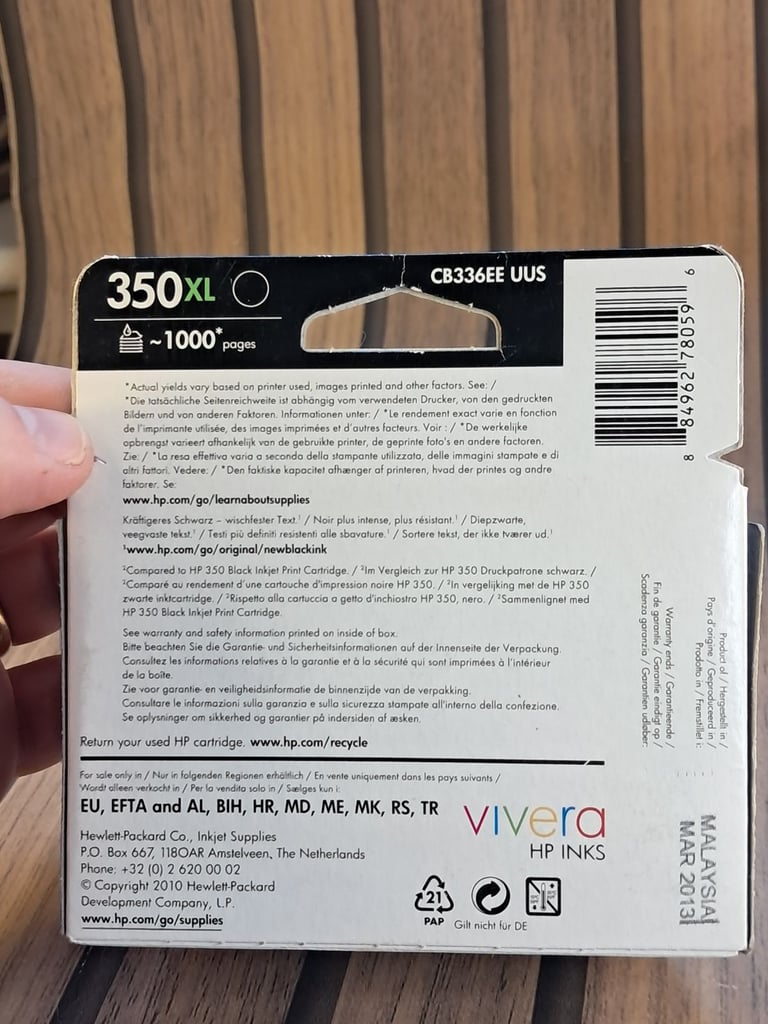 350XL
CB336EE UUS
~1000* pages
*Actual yields vary based on printer used, images printed and other factors. See: /
*Die tatsächliche Seitenreichweite ist abhängig vom verwendeten Drucker, von den gedruckten
Bildern und von anderen Faktoren. Informationen unter: / *Le rendement exact varie en fonction
de l'imprimante utilisée, des images imprimées et d'autres facteurs. Voir : / *De werkelijke
opbrengst varieert afhankelijk van de gebruikte printer, de geprinte foto's en andere factoren.
Zie: / *La resa effettiva varia a seconda della stampante utilizzata, delle immagini stampate e di
altri fattori. Vedere: / *Den faktiske kapacitet afhænger af printeren, hvad der printes og andre
faktorer. Se:
www.hp.com/go/learnaboutsupplies
Kräftigeres Schwarz – wischfester Text.¹ / Noir plus intense, plus résistant.¹ / Diepzwarte,
veegvaste tekst.¹ / Testi più definiti resistenti alle sbavature.¹ / Sortere tekst, der ikke tværer ud.¹
¹www.hp.com/go/original/newblackink
²Compared to HP 350 Black Inkjet Print Cartridge. / ²Im Vergleich zur HP 350 Druckpatrone schwarz. /
²Comparé au rendement d'une cartouche d'impression noire HP 350. / ²In vergelijking met de HP 350
zwarte inktcartridge. / ²Rispetto alla cartuccia a getto d'inchiostro HP 350, nero. / ²Sammenlignet med
HP 350 Black Inkjet Print Cartridge.
See warranty and safety information printed on inside of box.
Bitte beachten Sie die Garantie- und Sicherheitsinformationen auf der Innenseite der Verpackung.
Consultez les informations relatives à la garantie et à la sécurité qui sont imprimées à l'intérieur
de la boîte.
Zie voor garantie- en veiligheidsinformatie de binnenzijde van de verpakking.
Consultare le informazioni sulla garanzia e sulla sicurezza stampate all'interno della confezione.
Se oplysninger om sikkerhed og garantier på indersiden af æsken.
Return your used HP cartridge. www.hp.com/recycle
For sale only in / Nur in folgenden Regionen erhältlich / En vente uniquement dans les pays suivants /
Wordt alleen verkocht in / Per la vendita solo in / Sælges kun i:
EU, EFTA and AL, BIH, HR, MD, ME, MK, RS, TR
Hewlett-Packard Co., Inkjet Supplies
P.O. Box 667, 1180AR Amstelveen, The Netherlands
Phone: +32 (0) 2 620 00 02
© Copyright 2010 Hewlett-Packard
Development Company, L.P.
www.hp.com/go/supplies
vivera
HP INKS
21
PAP
Gilt nicht für DE
8 84962 78059 6
Product of / Hergestellt in /
Pays d'origine / Geproduceerd in /
Prodotto in / Fremstillet i:
Warranty ends / Garantieende /
Fin de garantie / Garantie eindigt op /
Scadenza garanzia / Garantien udløber:
MALAYSIA
MAR 2013